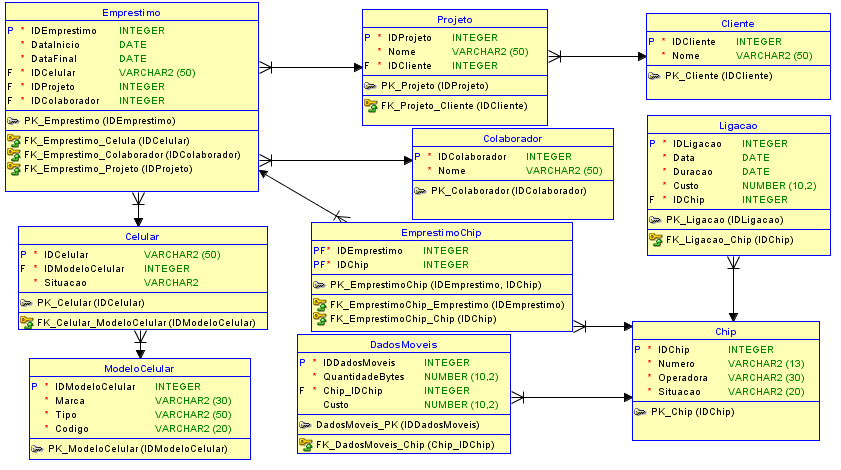 Emprestimo
P * IDEmprestimo INTEGER
* DataInicio DATE
* DataFinal DATE
F * IDCelular VARCHAR2 (50)
F * IDProjeto INTEGER
F * IDColaborador INTEGER
PK_Emprestimo (IDEmprestimo)
FK_Emprestimo_Celula (IDCelular)
FK_Emprestimo_Colaborador (IDColaborador)
FK_Emprestimo_Projeto (IDProjeto)
Projeto
P * IDProjeto INTEGER
* Nome VARCHAR2 (50)
F * IDCliente INTEGER
PK_Projeto (IDProjeto)
FK_Projeto_Cliente (IDCliente)
Cliente
P * IDCliente INTEGER
* Nome VARCHAR2 (50)
PK_Cliente (IDCliente)
Colaborador
P * IDColaborador INTEGER
* Nome VARCHAR2 (50)
PK_Colaborador (IDColaborador)
Ligacao
P * IDLigacao INTEGER
* Data DATE
* Duracao DATE
* Custo NUMBER (10,2)
F * IDChip INTEGER
PK_Ligacao (IDLigacao)
FK_Ligacao_Chip (IDChip)
Celular
P * IDCelular VARCHAR2 (50)
F * IDModeloCelular INTEGER
* Situacao VARCHAR2
PK_Celular (IDCelular)
FK_Celular_ModeloCelular (IDModeloCelular)
EmprestimoChip
PF* IDEmprestimo INTEGER
PF* IDChip INTEGER
PK_EmprestimoChip (IDEmprestimo, IDChip)
FK_EmprestimoChip_Emprestimo (IDEmprestimo)
FK_EmprestimoChip_Chip (IDChip)
ModeloCelular
P * IDModeloCelular INTEGER
* Marca VARCHAR2 (30)
* Tipo VARCHAR2 (50)
* Codigo VARCHAR2 (20)
PK_ModeloCelular (IDModeloCelular)
DadosMoveis
P * IDDadosMoveis INTEGER
* QuantidadeBytes NUMBER (10,2)
F * Chip_IDChip INTEGER
Custo NUMBER (10,2)
DadosMoveis_PK (IDDadosMoveis)
FK_DadosMoveis_Chip (Chip_IDChip)
Chip
P * IDChip INTEGER
* Numero VARCHAR2 (13)
* Operadora VARCHAR2 (30)
* Situacao VARCHAR2 (20)
PK_Chip (IDChip)